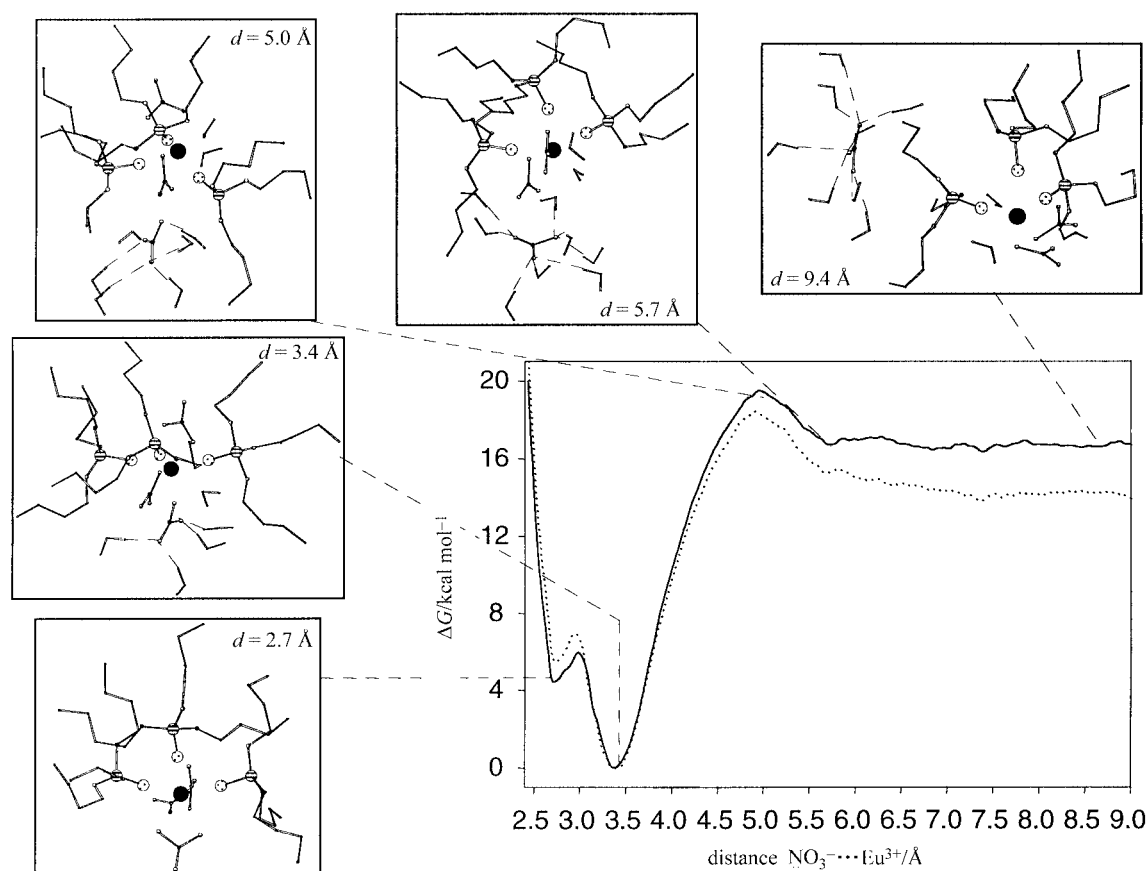 d = 5.0 Å
d = 5.7 Å
d = 9.4 Å
d = 3.4 Å
d = 2.7 Å
ΔG/kcal mol⁻¹
20
16
12
8
4
0
2.5 3.0 3.5 4.0 4.5 5.0 5.5 6.0 6.5 7.0 7.5 8.0 8.5 9.0
distance NO₃⁻···Eu³⁺/Å